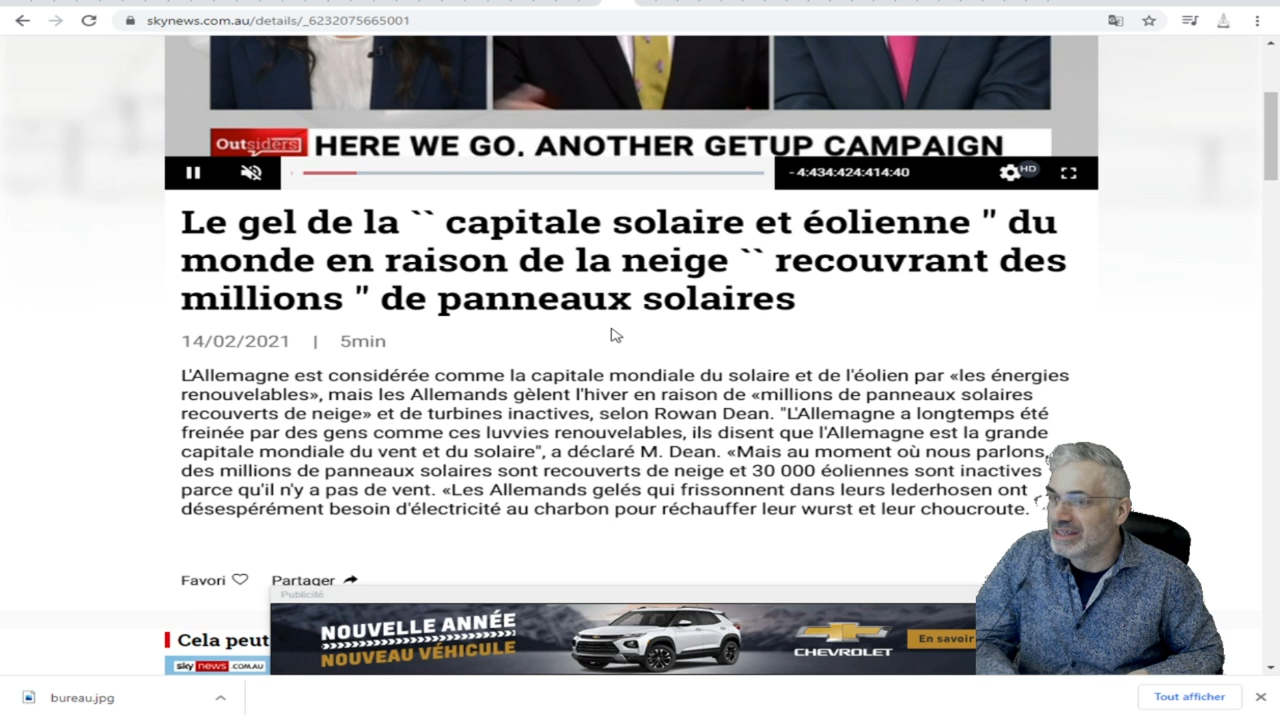 skynews.com.au/details/_6232075665001
Outsiders HERE WE GO, ANOTHER GETUP CAMPAIGN
- 4:434:424:414:40 HD
Le gel de la `` capitale solaire et éolienne " du
monde en raison de la neige `` recouvrant des
millions " de panneaux solaires
14/02/2021 | 5min
L'Allemagne est considérée comme la capitale mondiale du solaire et de l'éolien par «les énergies
renouvelables», mais les Allemands gèlent l'hiver en raison de «millions de panneaux solaires
recouverts de neige» et de turbines inactives, selon Rowan Dean. "L'Allemagne a longtemps été
freinée par des gens comme ces luvvies renouvelables, ils disent que l'Allemagne est la grande
capitale mondiale du vent et du solaire", a déclaré M. Dean. «Mais au moment où nous parlons,
des millions de panneaux solaires sont recouverts de neige et 30 000 éoliennes sont inactives
parce qu'il n'y a pas de vent. «Les Allemands gelés qui frissonnent dans leurs lederhosen ont
désespérément besoin d'électricité au charbon pour réchauffer leur wurst et leur choucroute.
Favori Partager
Publicité
NOUVELLE ANNÉE
NOUVEAU VÉHICULE
CHEVROLET
En savoir
Cela peut
sky news .COM.AU
bureau.jpg
Tout afficher